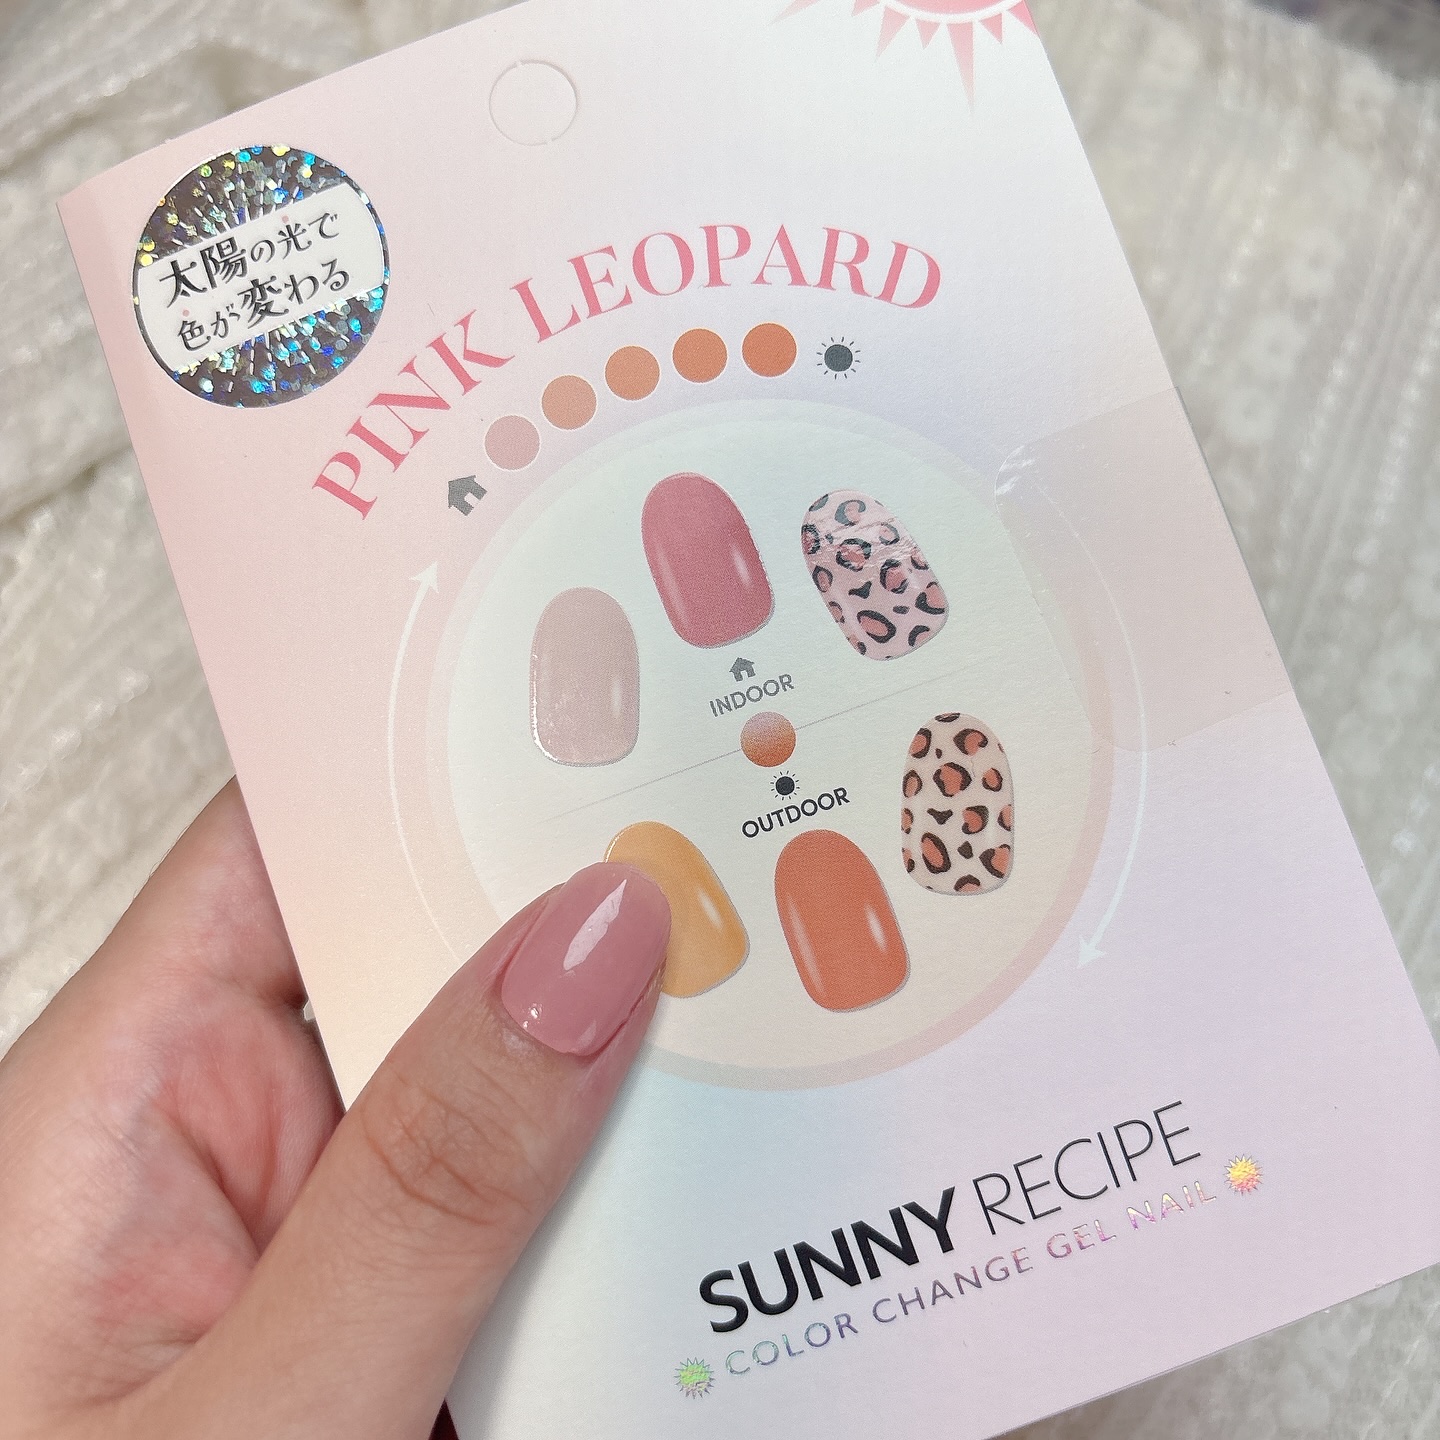 太陽の光で
色が変わる
PINK LEOPARD
INDOOR
OUTDOOR
SUNNY RECIPE
COLOR CHANGE GEL NAIL